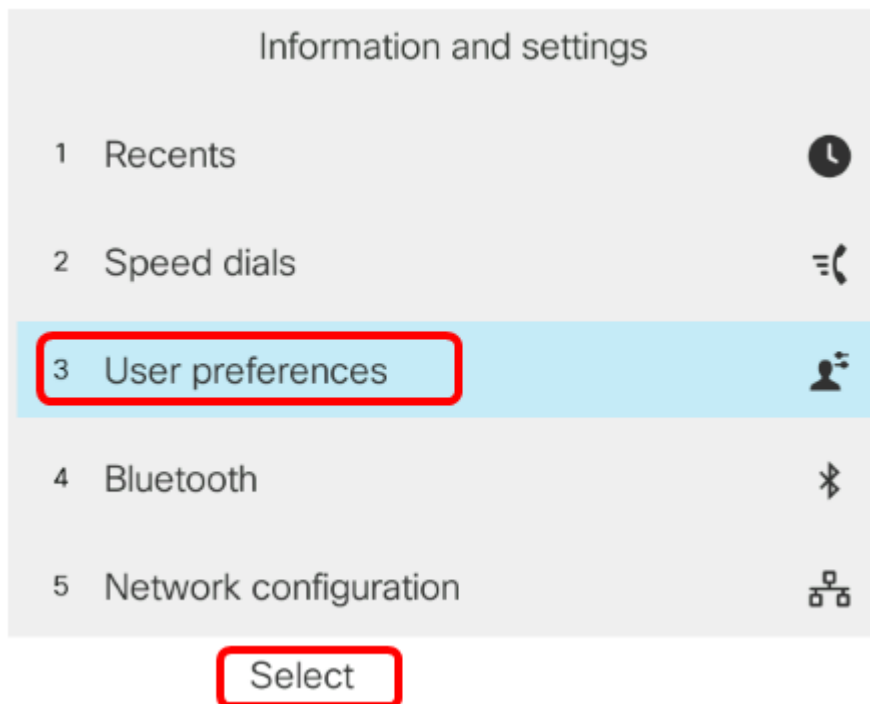 Information and settings
1 Recents
2 Speed dials
3 User preferences
4 Bluetooth
5 Network configuration
Select